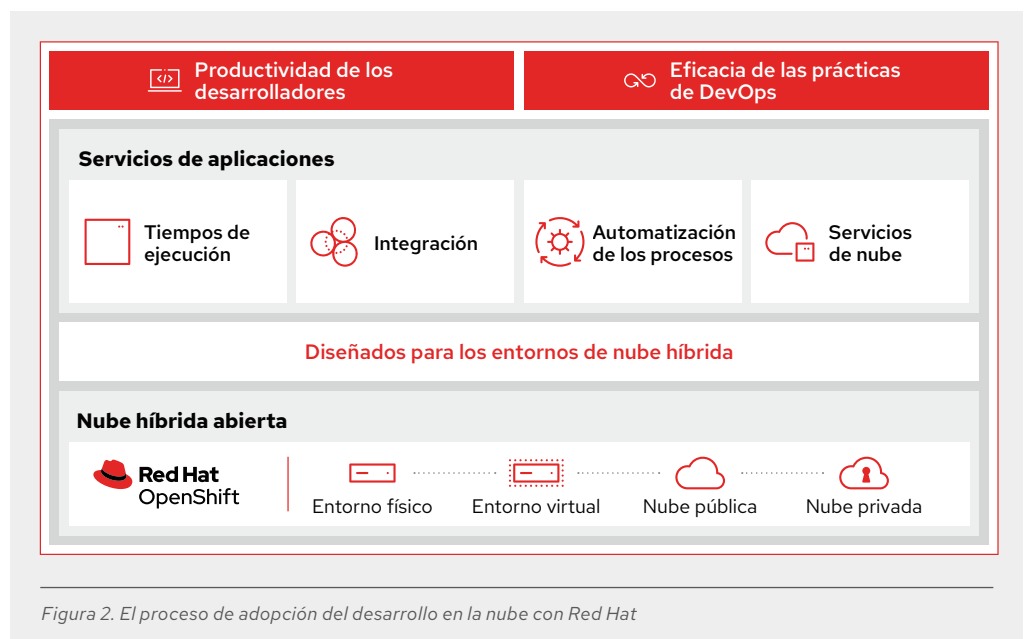 Productividad de los
desarrolladores
Eficacia de las prácticas
de DevOps
Servicios de aplicaciones
Tiempos de
ejecución
Integración
Automatización
de los procesos
Servicios
de nube
Diseñados para los entornos de nube híbrida
Nube híbrida abierta
Red Hat
OpenShift
Entorno físico
Entorno virtual
Nube pública
Nube privada
Figura 2. El proceso de adopción del desarrollo en la nube con Red Hat